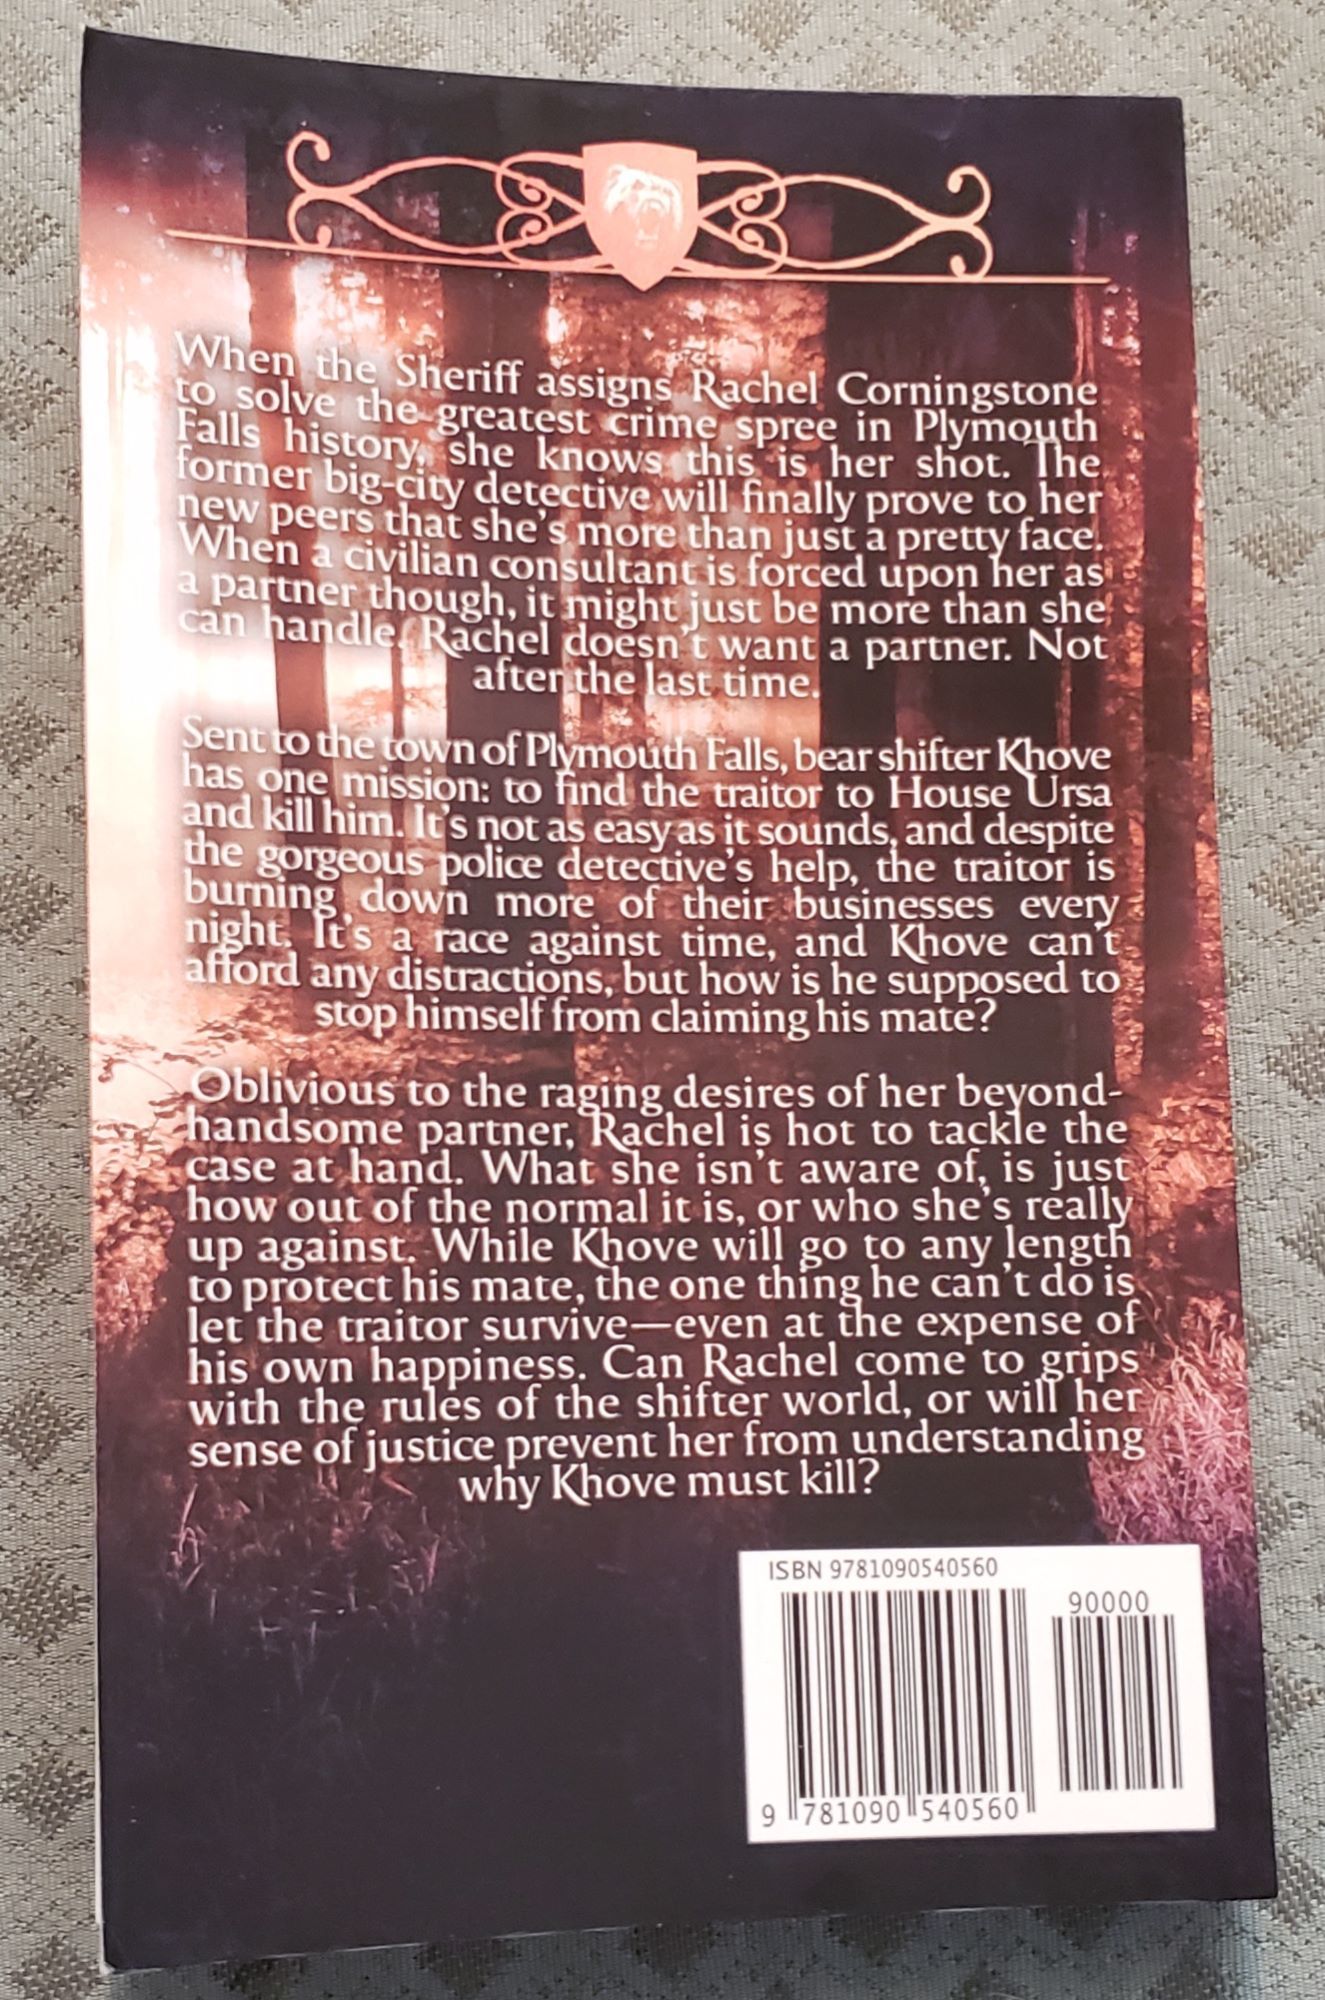 When the Sheriff assigns Rachel Corningstone
to solve the greatest crime spree in Plymouth
Falls history, she knows this is her shot. The
former big-city detective will finally prove to her
new peers that she's more than just a pretty face.
When a civilian consultant is forced upon her as
a partner though, it might just be more than she
can handle. Rachel doesn't want a partner. Not
after the last time.
Sent to the town of Plymouth Falls, bear shifter Khove
has one mission: to find the traitor to House Ursa
and kill him. It's not as easy as it sounds, and despite
the gorgeous police detective's help, the traitor is
burning down more of their businesses every
night. It's a race against time, and Khove can't
afford any distractions, but how is he supposed to
stop himself from claiming his mate?
Oblivious to the raging desires of her beyond-
handsome partner, Rachel is hot to tackle the
case at hand. What she isn't aware of, is just
how out of the normal it is, or who she's really
up against. While Khove will go to any length
to protect his mate, the one thing he can't do is
let the traitor survive—even at the expense of
his own happiness. Can Rachel come to grips
with the rules of the shifter world, or will her
sense of justice prevent her from understanding
why Khove must kill?
ISBN 9781090540560
90000
9 781090 540560